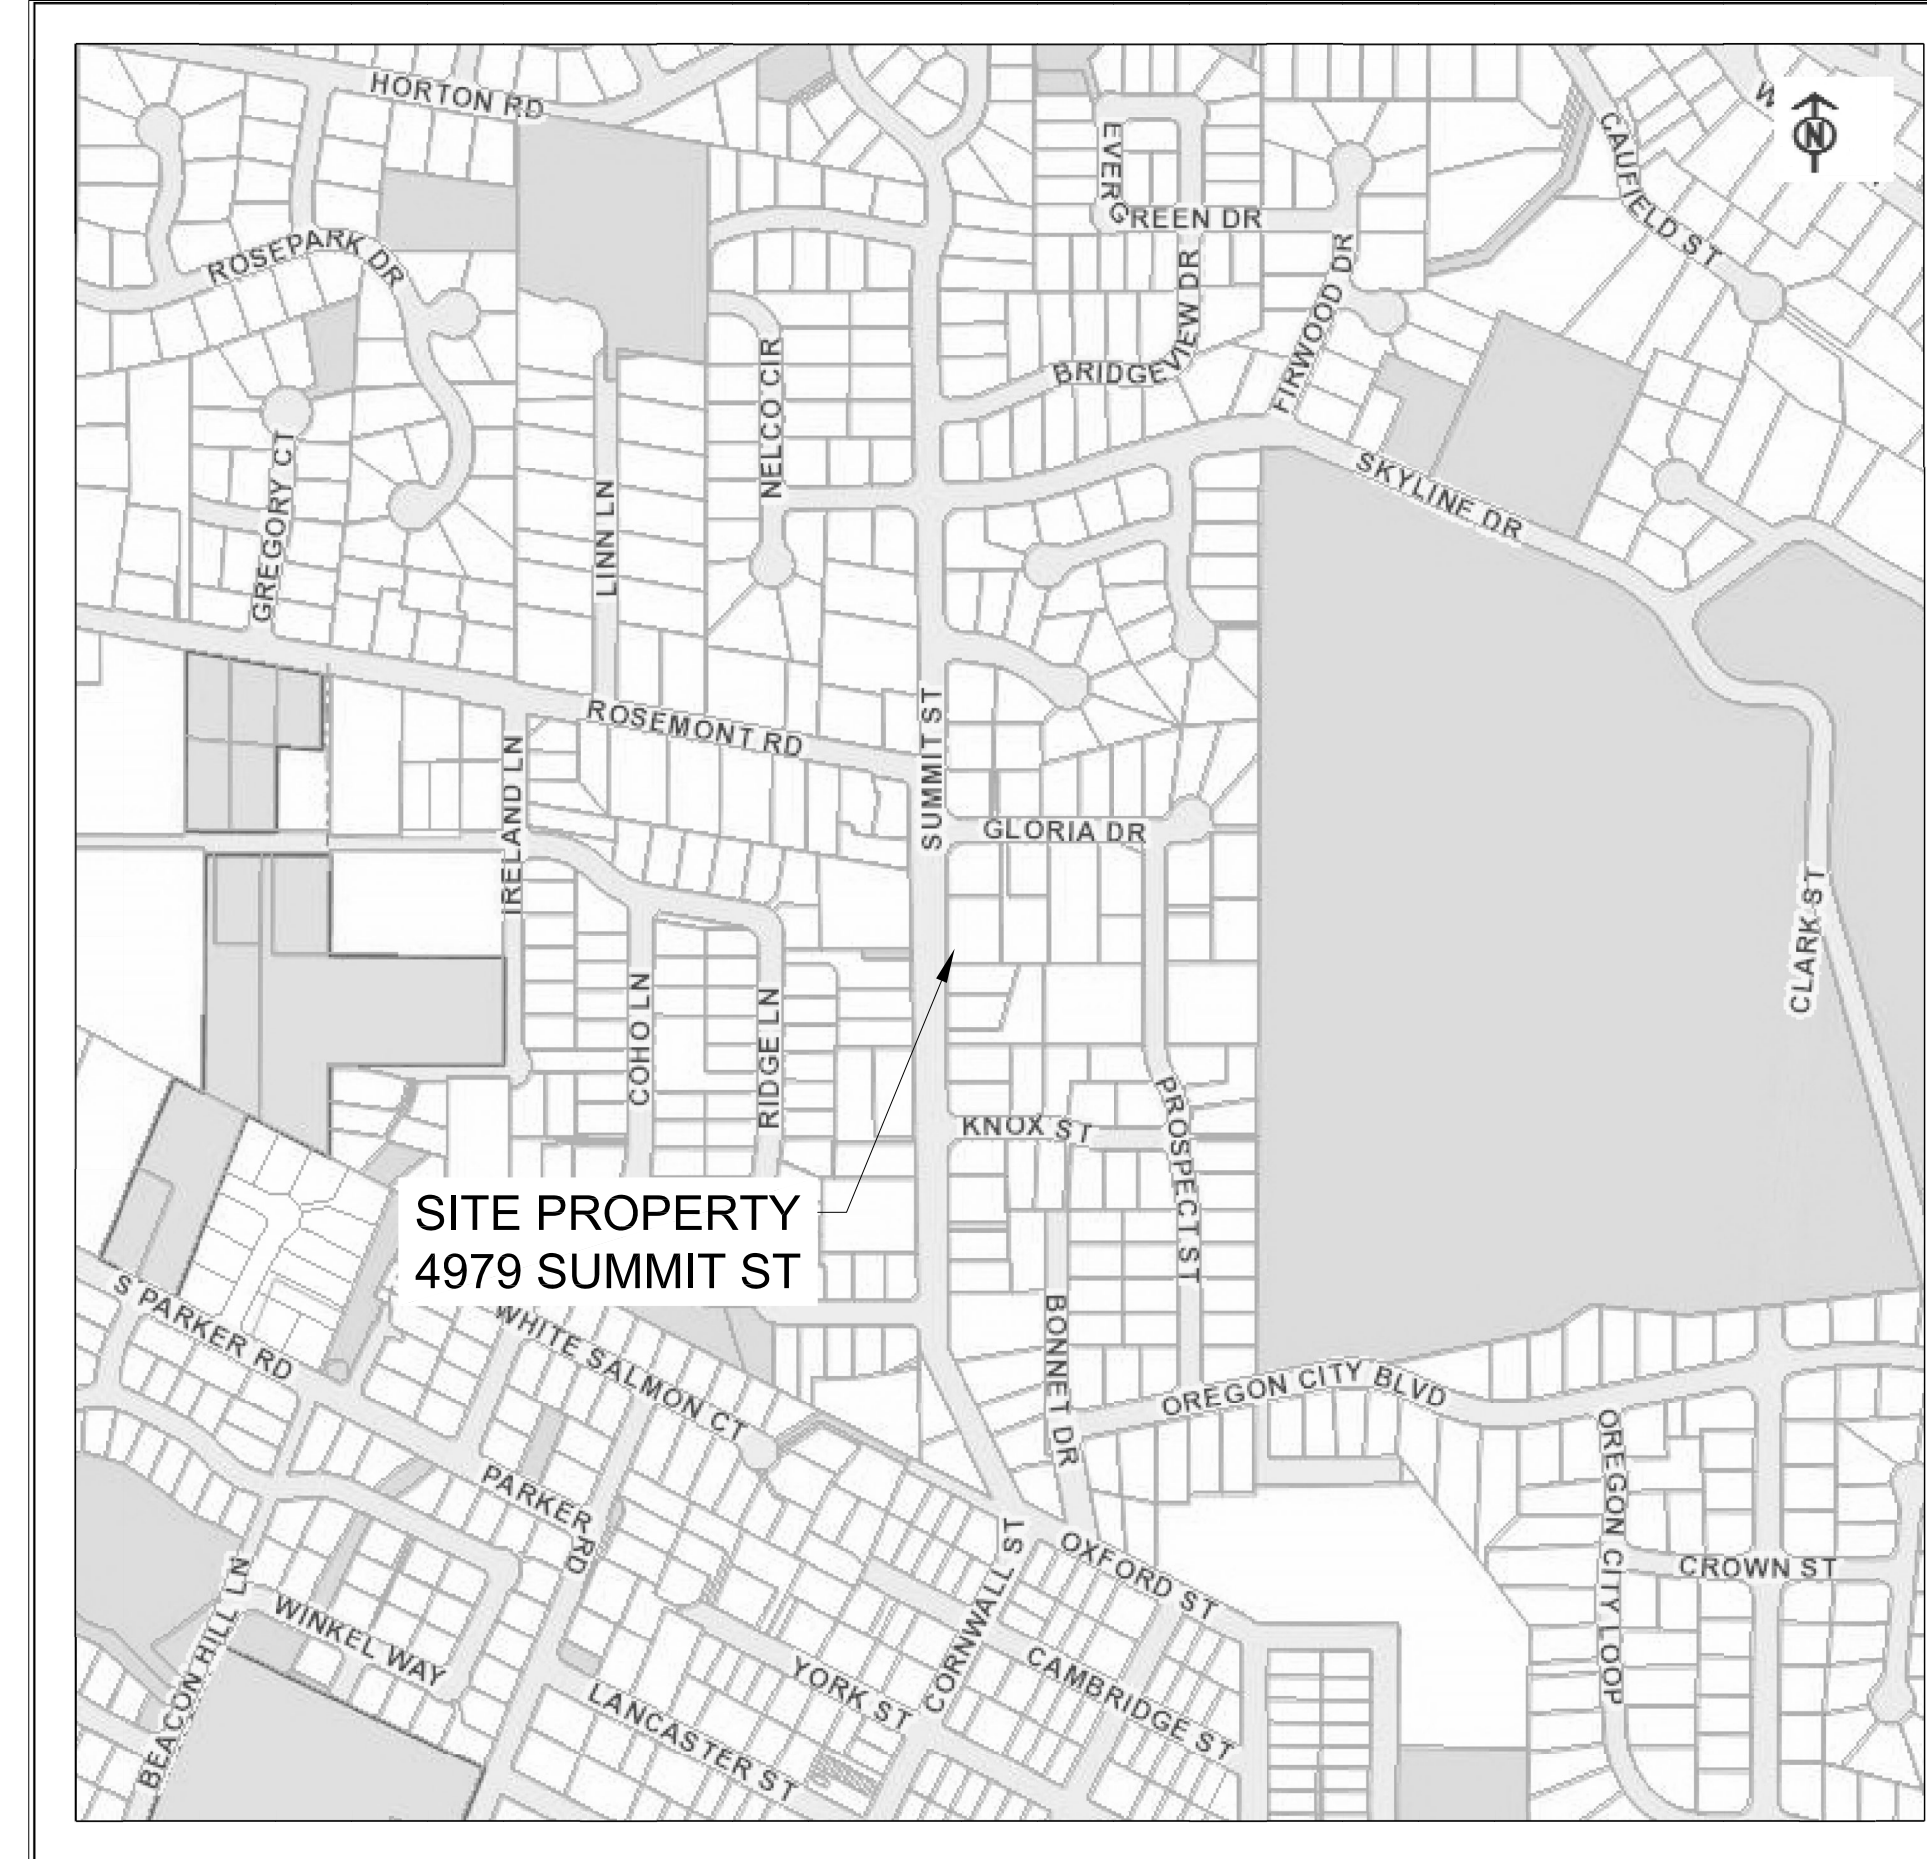 HORTON RD
N
W
CAUFIELD ST
EVERGREEN DR
ROSEPARK DR
BRIDGEVIEW DR
FIRWOOD DR
NELCO CIR
GREGORY CT
LINN LN
SKYLINE DR
ROSEMONT RD
SUMMIT ST
IRELAND LN
GLORIA DR
CLARK ST
COHO LN
RIDGE LN
KNOX ST
PROSPECT ST
SITE PROPERTY
4979 SUMMIT ST
S PARKER RD
WHITE SALMON CT
BONNET DR
OREGON CITY BLVD
PARKER RD
OREGON CITY LOOP
OXFORD ST
CROWN ST
CORNWALL ST
BEACON HILL LN
WINKEL WAY
YORK ST
CAMBRIDGE ST
LANCASTER ST